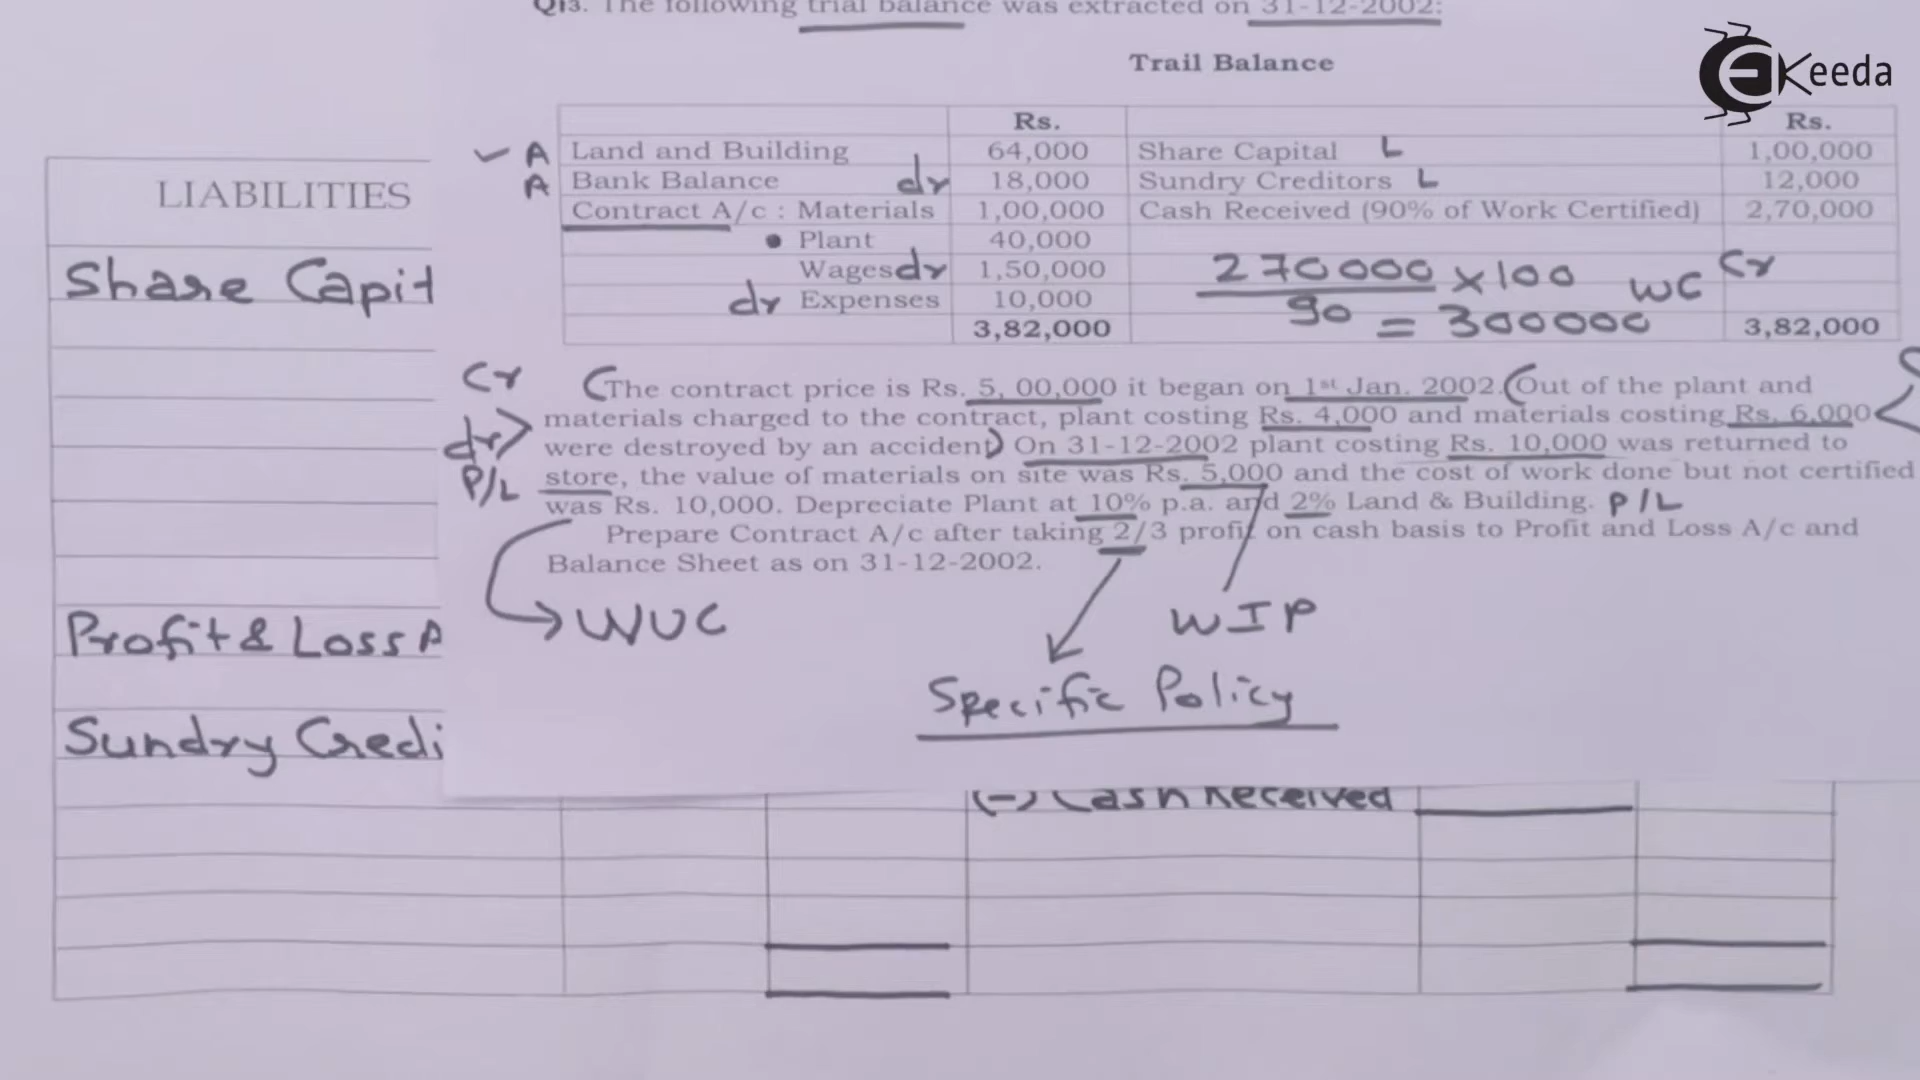 Q13. The following trial balance was extracted on 31-12-2002:
Keeda
Trail Balance
Rs. Rs.
A Land and Building 64,000 Share Capital L 1,00,000
A Bank Balance dr 18,000 Sundry Creditors L 12,000
Contract A/c : Materials 1,00,000 Cash Received (90% of Work Certified) 2,70,000
Plant 40,000
Wages dr 1,50,000 270000 x 100 WC Cr
dr Expenses 10,000 90 = 300000
3,82,000 3,82,000
Cr (The contract price is Rs. 5, 00,000 it began on 1st Jan. 2002. (Out of the plant and
dr materials charged to the contract, plant costing Rs. 4,000 and materials costing Rs. 6,000
were destroyed by an accident) On 31-12-2002 plant costing Rs. 10,000 was returned to
P/L store, the value of materials on site was Rs. 5,000 and the cost of work done but not certified
was Rs. 10,000. Depreciate Plant at 10% p.a. and 2% Land & Building. P/L
Prepare Contract A/c after taking 2/3 profit on cash basis to Profit and Loss A/c and
Balance Sheet as on 31-12-2002.
WUC WIP
Specific Policy
LIABILITIES
Share Capit
Profit & Loss A
Sundry Credi
(-) Cash Received